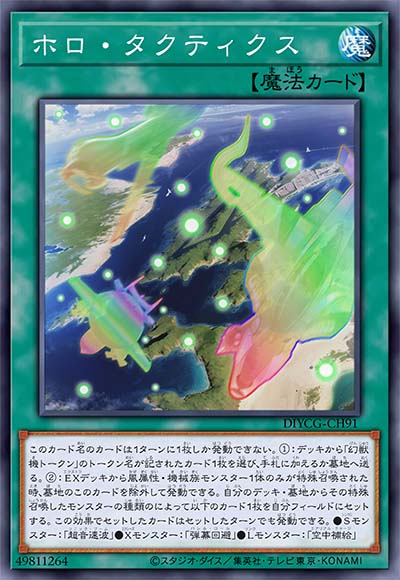 ホロ・タクティクス
魔
【魔法カード】
DIYCG-CH91
このカード名のカードは1ターンに1枚しか発動できない。①：デッキから「幻獣
機トークン」のトークン名が記されたカード1枚を選び、手札に加えるか墓地へ送
る。②：EXデッキから風属性・機械族モンスター1体のみが特殊召喚された
時、墓地のこのカードを除外して発動できる。自分のデッキ・墓地からその特殊
召喚したモンスターの種類のによって以下のカード1枚を自分フィールドにセッ
トする。この効果でセットしたカードはセットしたターンでも発動できる。●Sモ
ンスター：「超音速波」●Xモンスター：「弾幕回避」●Lモンスター：「空中補給」
49811264
©スタジオ・ダイス/集英社・テレビ東京・KONAMI